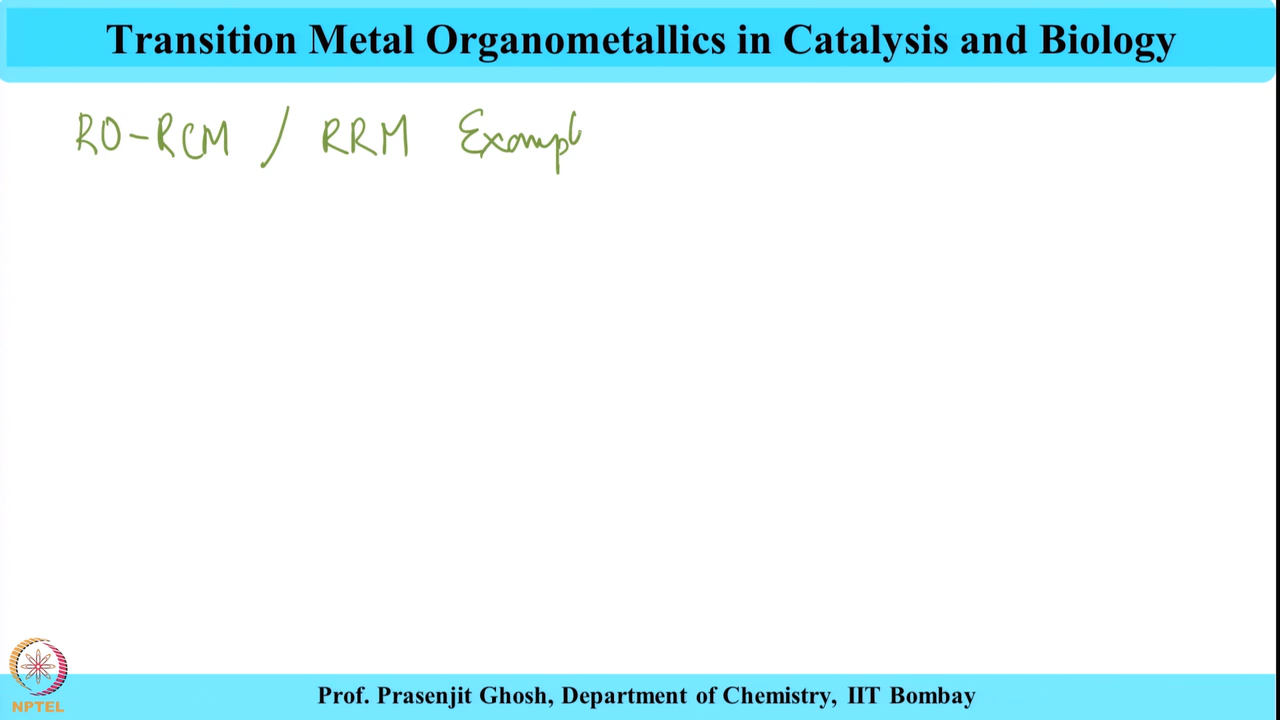 Transition Metal Organometallics in Catalysis and Biology
RO-RCM / RRM Exampl
NPTEL
Prof. Prasenjit Ghosh, Department of Chemistry, IIT Bombay